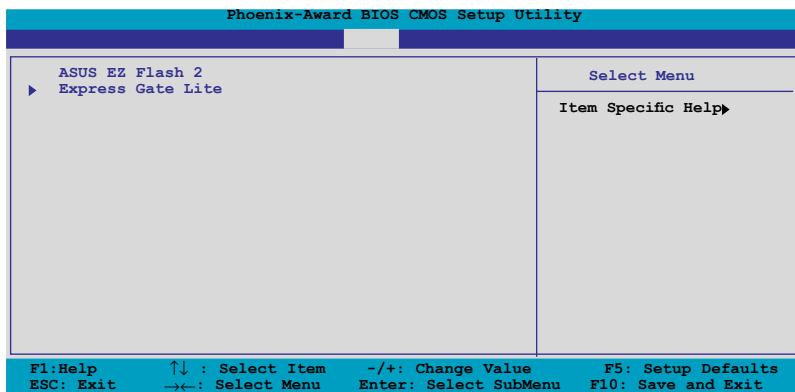 Phoenix-Award BIOS CMOS Setup Utility
ASUS EZ Flash 2
Express Gate Lite
Select Menu
Item Specific Help
F1:Help ↑↓ : Select Item -/+: Change Value F5: Setup Defaults
ESC: Exit →←: Select Menu Enter: Select SubMenu F10: Save and Exit